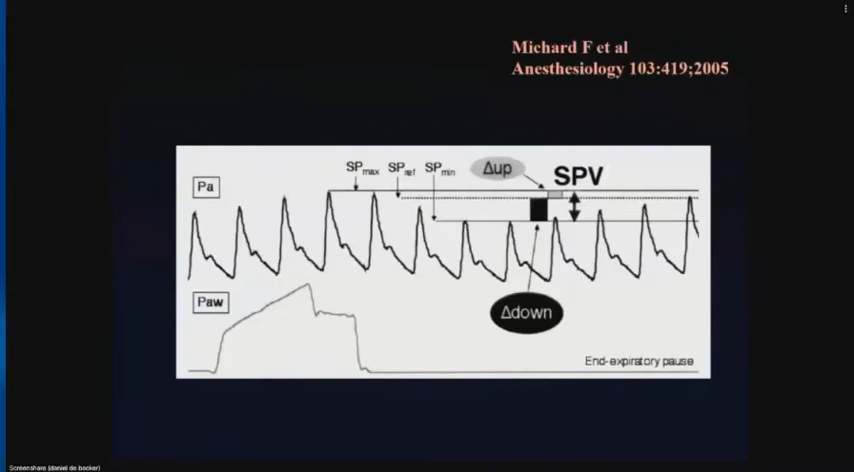 Michard F et al
Anesthesiology 103:419;2005
SPmax SPref SPmin Δup SPV
Pa
Paw
Δdown
End-expiratory pause
Screenshare (daniel de backer)